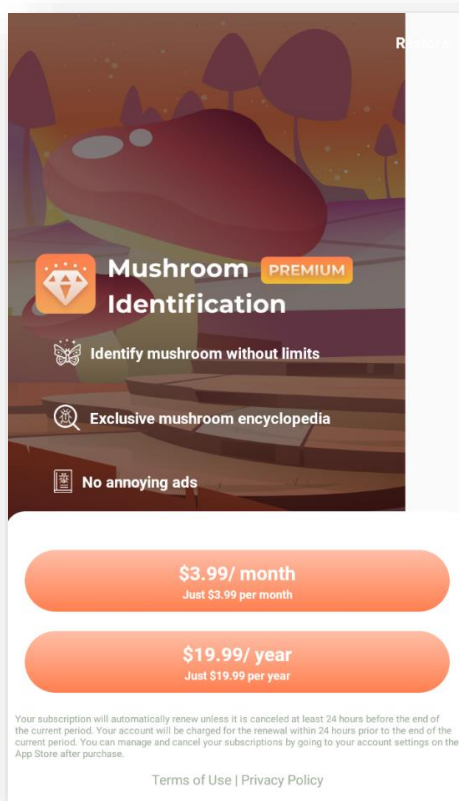 Mushroom PREMIUM
Identification
Identify mushroom without limits
Exclusive mushroom encyclopedia
No annoying ads
$3.99/ month
Just $3.99 per month
$19.99/ year
Just $19.99 per year
Your subscription will automatically renew unless it is canceled at least 24 hours before the end of
the current period. Your account will be charged for the renewal within 24 hours prior to the end of the
current period. You can manage and cancel your subscriptions by going to your account settings on the
App Store after purchase.
Terms of Use | Privacy Policy